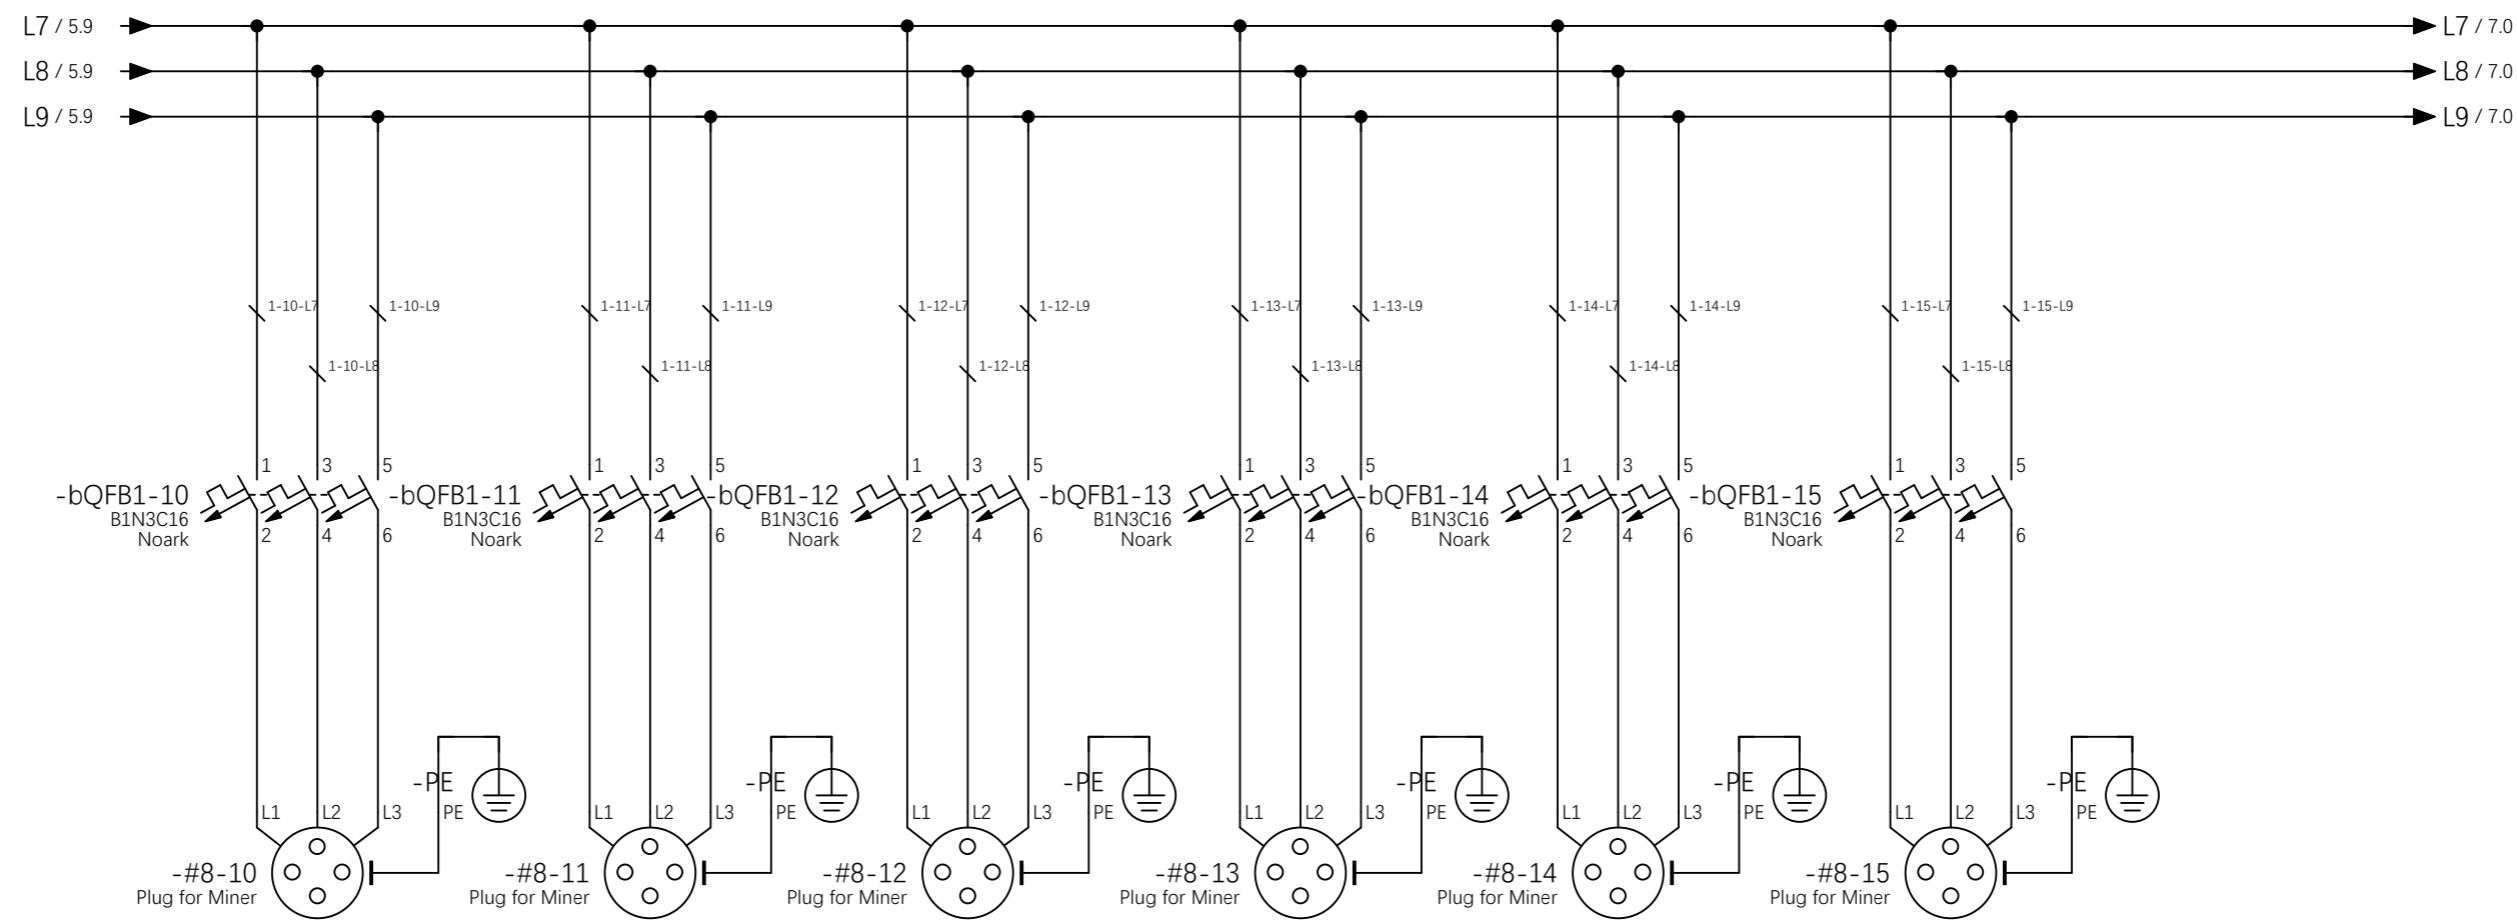 L7 / 5.9
L7 / 7.0
L8 / 5.9
L8 / 7.0
L9 / 5.9
L9 / 7.0
1-10-L7
1-10-L9
1-11-L7
1-11-L9
1-12-L7
1-12-L9
1-13-L7
1-13-L9
1-14-L7
1-14-L9
1-15-L7
1-15-L9
1-10-L8
1-11-L8
1-12-L8
1-13-L8
1-14-L8
1-15-L8
1 3 5
1 3 5
1 3 5
1 3 5
1 3 5
1 3 5
-bQFB1-10
B1N3C16
Noark
-bQFB1-11
B1N3C16
Noark
-bQFB1-12
B1N3C16
Noark
-bQFB1-13
B1N3C16
Noark
-bQFB1-14
B1N3C16
Noark
-bQFB1-15
B1N3C16
Noark
2 4 6
2 4 6
2 4 6
2 4 6
2 4 6
2 4 6
-PE
-PE
-PE
-PE
-PE
-PE
L1 L2 L3 PE
L1 L2 L3 PE
L1 L2 L3 PE
L1 L2 L3 PE
L1 L2 L3 PE
L1 L2 L3 PE
-#8-10
Plug for Miner
-#8-11
Plug for Miner
-#8-12
Plug for Miner
-#8-13
Plug for Miner
-#8-14
Plug for Miner
-#8-15
Plug for Miner